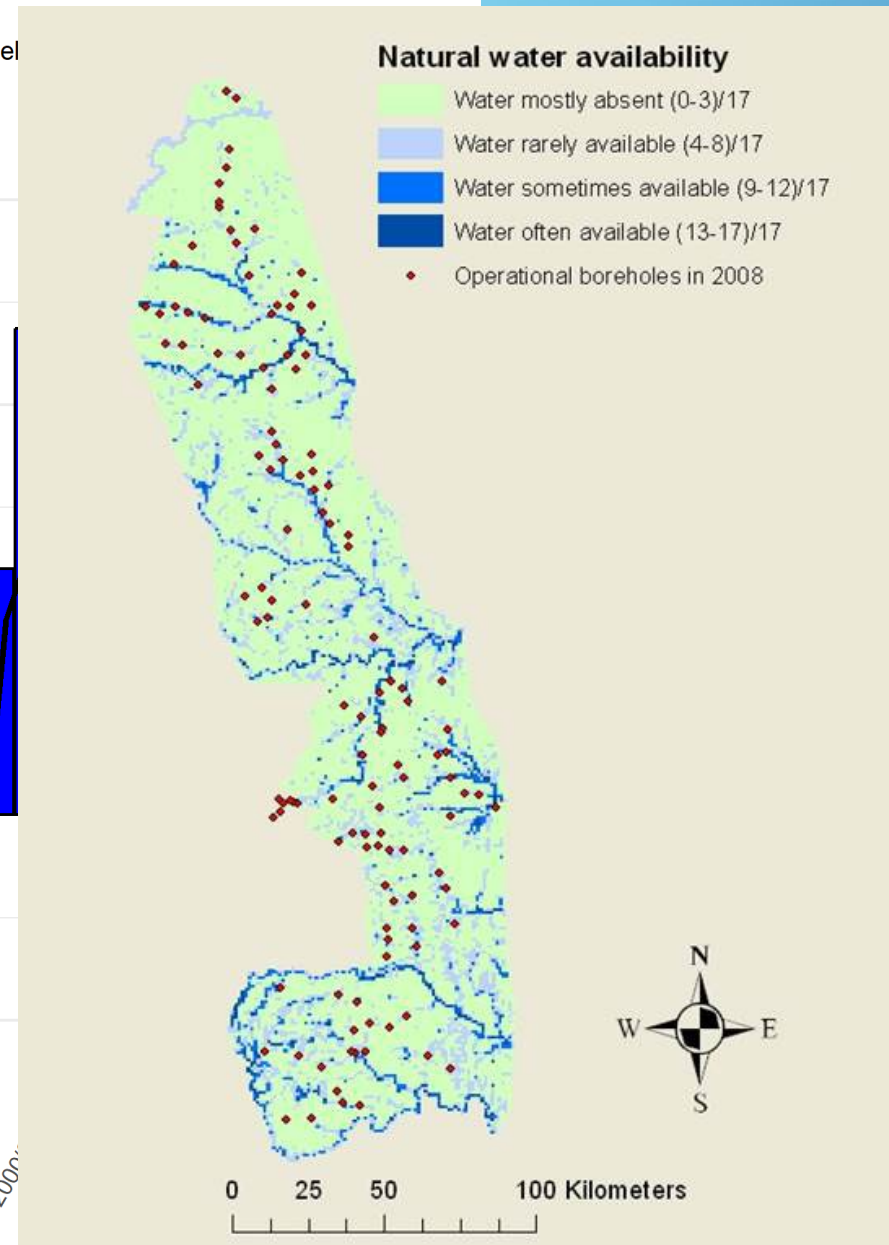 el
Natural water availability
Water mostly absent (0-3)/17
Water rarely available (4-8)/17
Water sometimes available (9-12)/17
Water often available (13-17)/17
Operational boreholes in 2008
N
W E
S
0 25 50 100 Kilometers